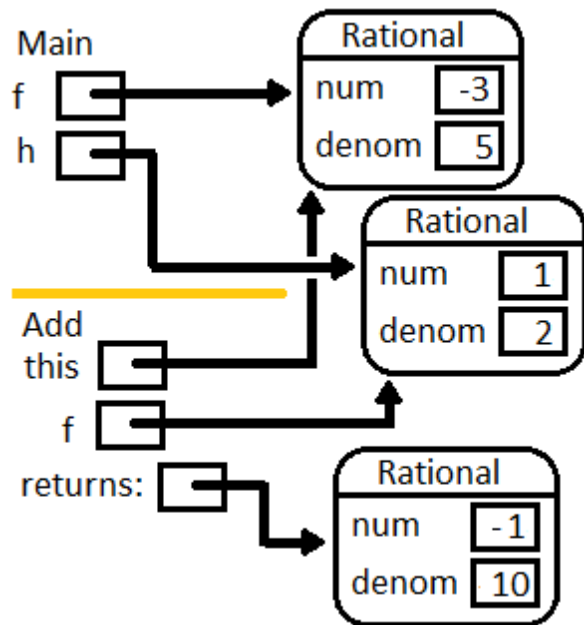 Main
f
h
Rational
num -3
denom 5
Rational
num 1
denom 2
Add
this
f
returns:
Rational
num -1
denom 10